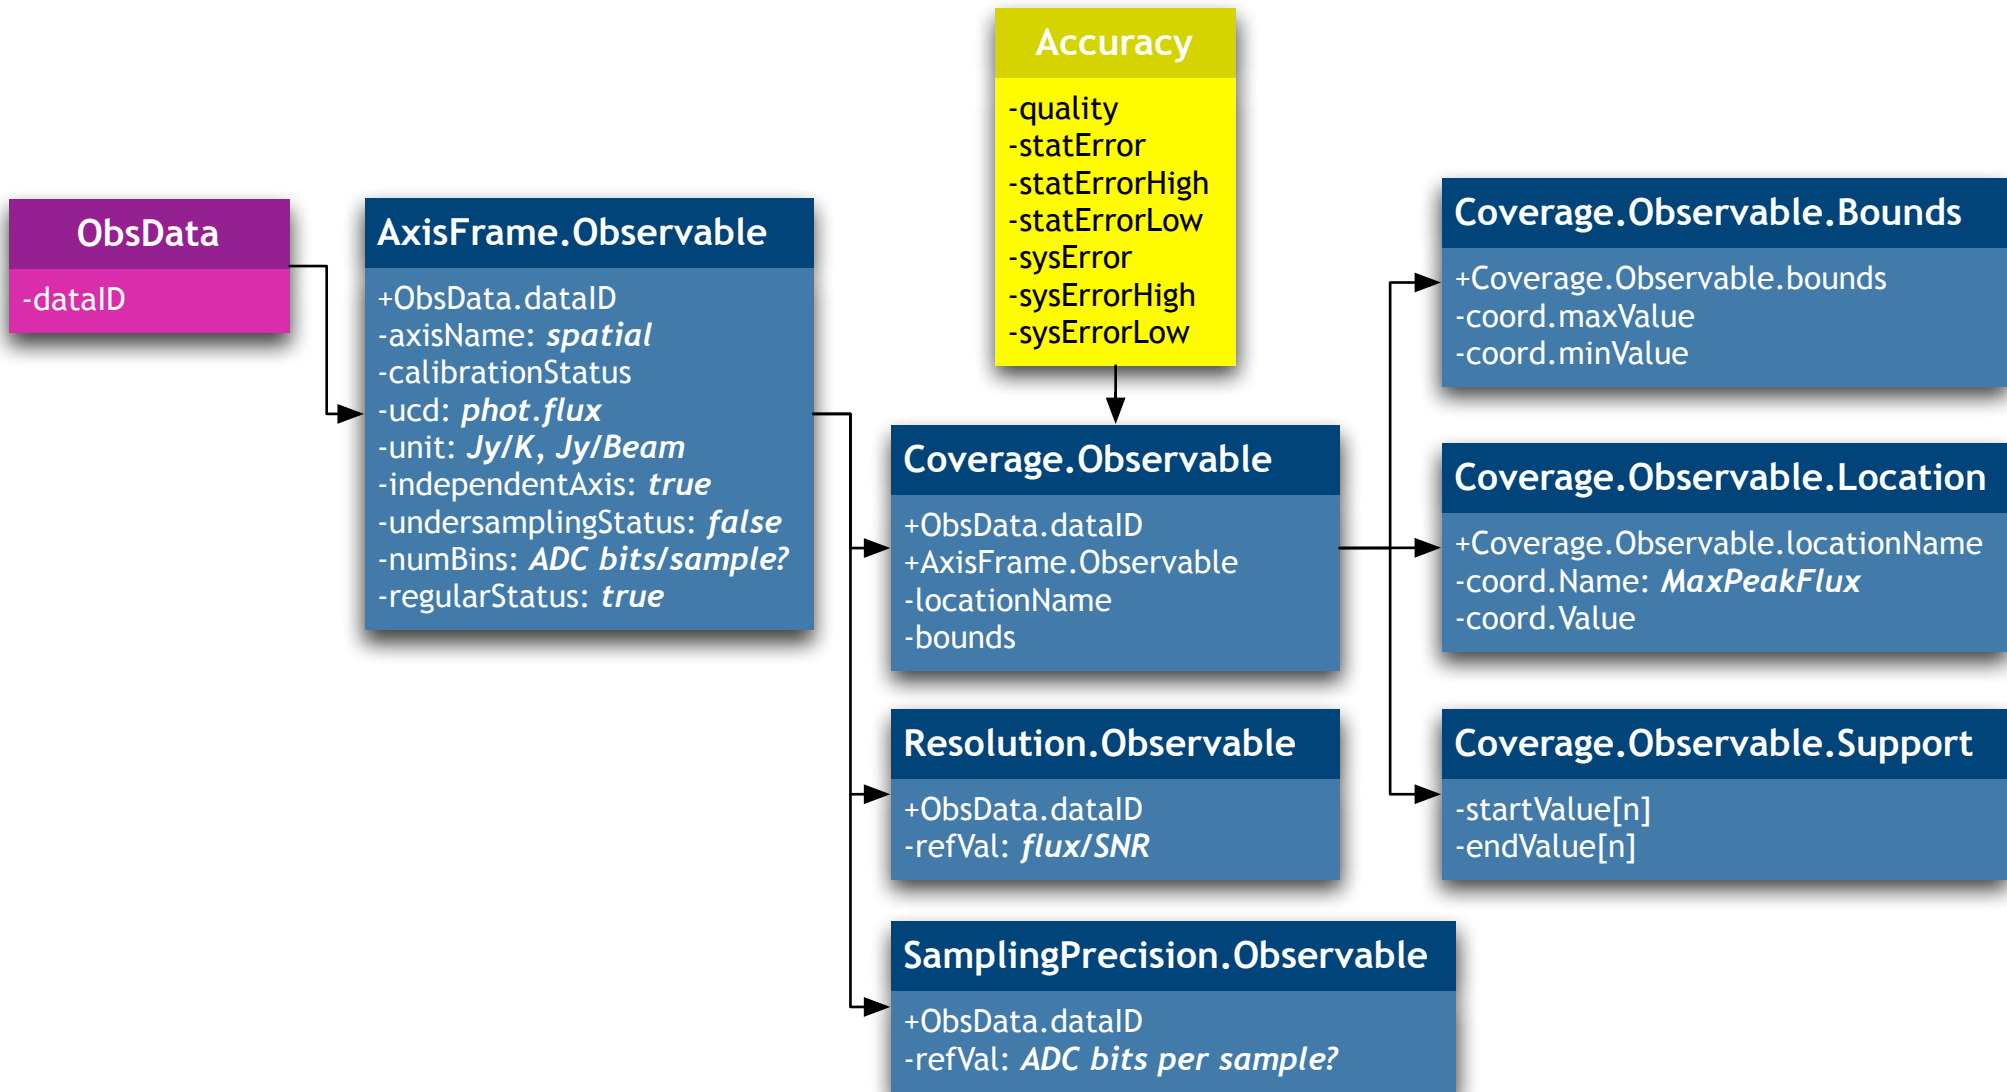 Accuracy
-quality
-statError
-statErrorHigh
-statErrorLow
-sysError
-sysErrorHigh
-sysErrorLow
ObsData
-dataID
AxisFrame.Observable
+ObsData.dataID
-axisName: spatial
-calibrationStatus
-ucd: phot.flux
-unit: Jy/K, Jy/Beam
-independentAxis: true
-undersamplingStatus: false
-numBins: ADC bits/sample?
-regularStatus: true
Coverage.Observable
+ObsData.dataID
+AxisFrame.Observable
-locationName
-bounds
Resolution.Observable
+ObsData.dataID
-refVal: flux/SNR
SamplingPrecision.Observable
+ObsData.dataID
-refVal: ADC bits per sample?
Coverage.Observable.Bounds
+Coverage.Observable.bounds
-coord.maxValue
-coord.minValue
Coverage.Observable.Location
+Coverage.Observable.locationName
-coord.Name: MaxPeakFlux
-coord.Value
Coverage.Observable.Support
-startValue[n]
-endValue[n]